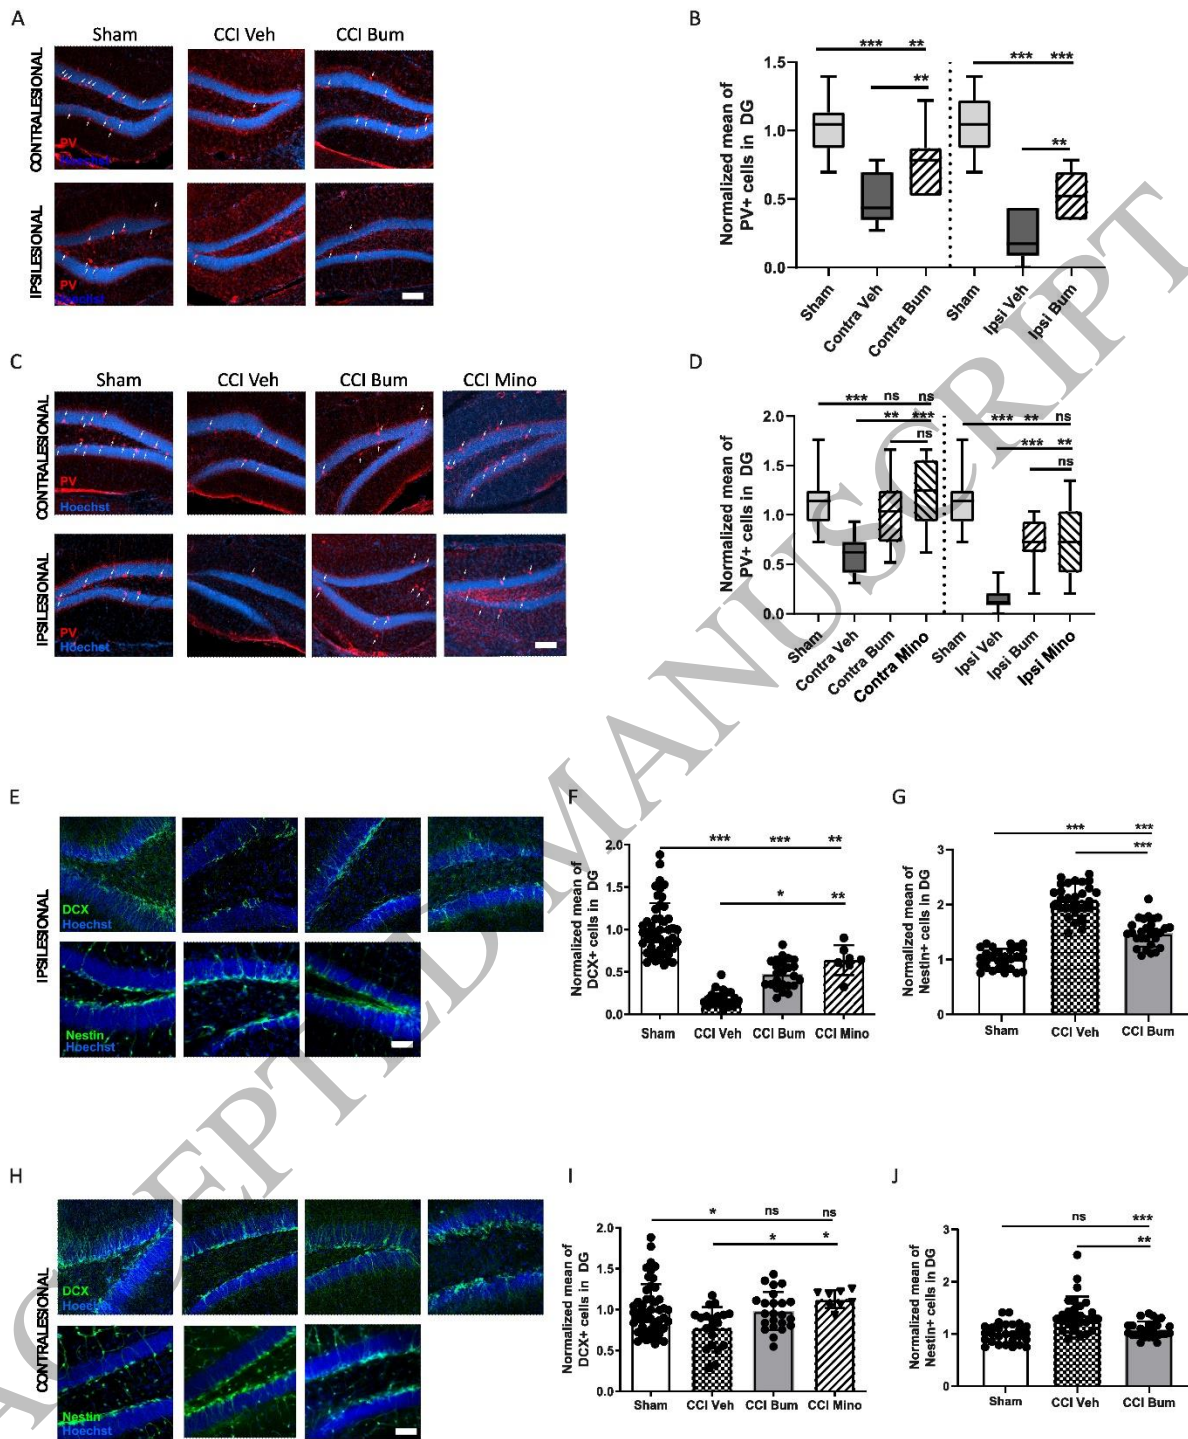 A
Sham
CCI Veh
CCI Bum
CONTRALESIONAL
PV
Hoechst
IPSILESIONAL
PV
Hoechst
B
Normalized mean of
PV+ cells in DG
*** **
**
*** ***
**
1.5
1.0
0.5
0.0
Sham
Contra Veh
Contra Bum
Sham
Ipsi Veh
Ipsi Bum
C
Sham
CCI Veh
CCI Bum
CCI Mino
CONTRALESIONAL
PV
Hoechst
IPSILESIONAL
PV
Hoechst
D
Normalized mean of
PV+ cells in DG
*** ns ns
** ***
ns
*** ** ns
*** **
ns
2.0
1.5
1.0
0.5
0.0
Sham
Contra Veh
Contra Bum
Contra Mino
Sham
Ipsi Veh
Ipsi Bum
Ipsi Mino
E
IPSILESIONAL
DCX
Hoechst
Nestin
Hoechst
F
Normalized mean of
DCX+ cells in DG
*** *** **
* **
2.0
1.5
1.0
0.5
0.0
Sham
CCI Veh
CCI Bum
CCI Mino
G
Normalized mean of
Nestin+ cells in DG
*** ***
***
3
2
1
0
Sham
CCI Veh
CCI Bum
H
CONTRALESIONAL
DCX
Hoechst
Nestin
Hoechst
I
Normalized mean of
DCX+ cells in DG
* ns ns
* *
2.0
1.5
1.0
0.5
0.0
Sham
CCI Veh
CCI Bum
CCI Mino
J
Normalized mean of
Nestin+ cells in DG
ns ***
**
3
2
1
0
Sham
CCI Veh
CCI Bum
ACCEPTED MANUSCRIPT